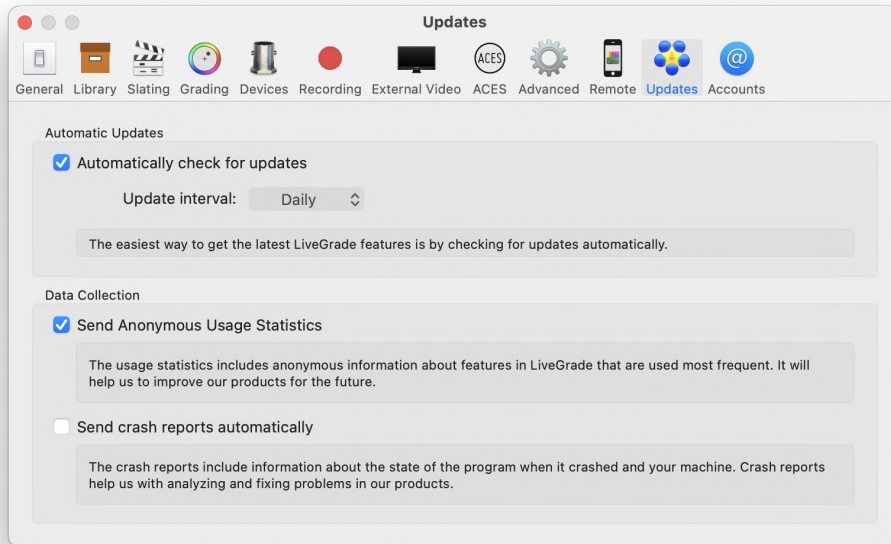 Updates
General Library Slating Grading Devices Recording External Video ACES Advanced Remote Updates Accounts
ACES
@
Automatic Updates
Automatically check for updates
Update interval: Daily
The easiest way to get the latest LiveGrade features is by checking for updates automatically.
Data Collection
Send Anonymous Usage Statistics
The usage statistics includes anonymous information about features in LiveGrade that are used most frequent. It will
help us to improve our products for the future.
Send crash reports automatically
The crash reports include information about the state of the program when it crashed and your machine. Crash reports
help us with analyzing and fixing problems in our products.